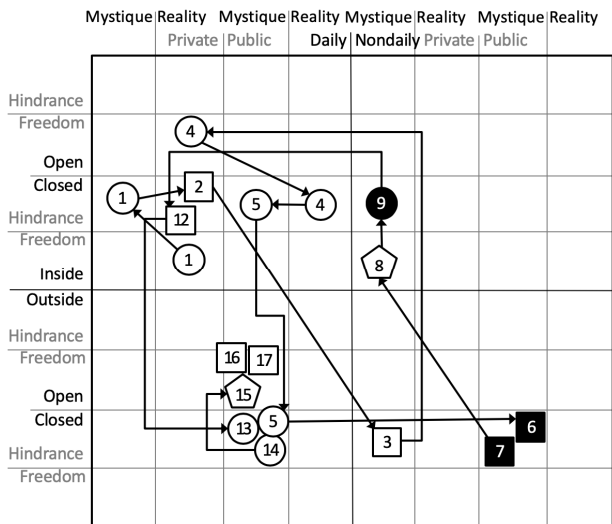 Mystique Reality Mystique Reality Mystique Reality Mystique Reality
Private Public Daily Nondaily Private Public
Hindrance
Freedom
4
Open
Closed
1 2 5 4 9
Hindrance 12
Freedom
1 8
Inside
Outside
Hindrance
Freedom 16 17
15
Open
Closed
13 5 3 6
Hindrance 14 7
Freedom